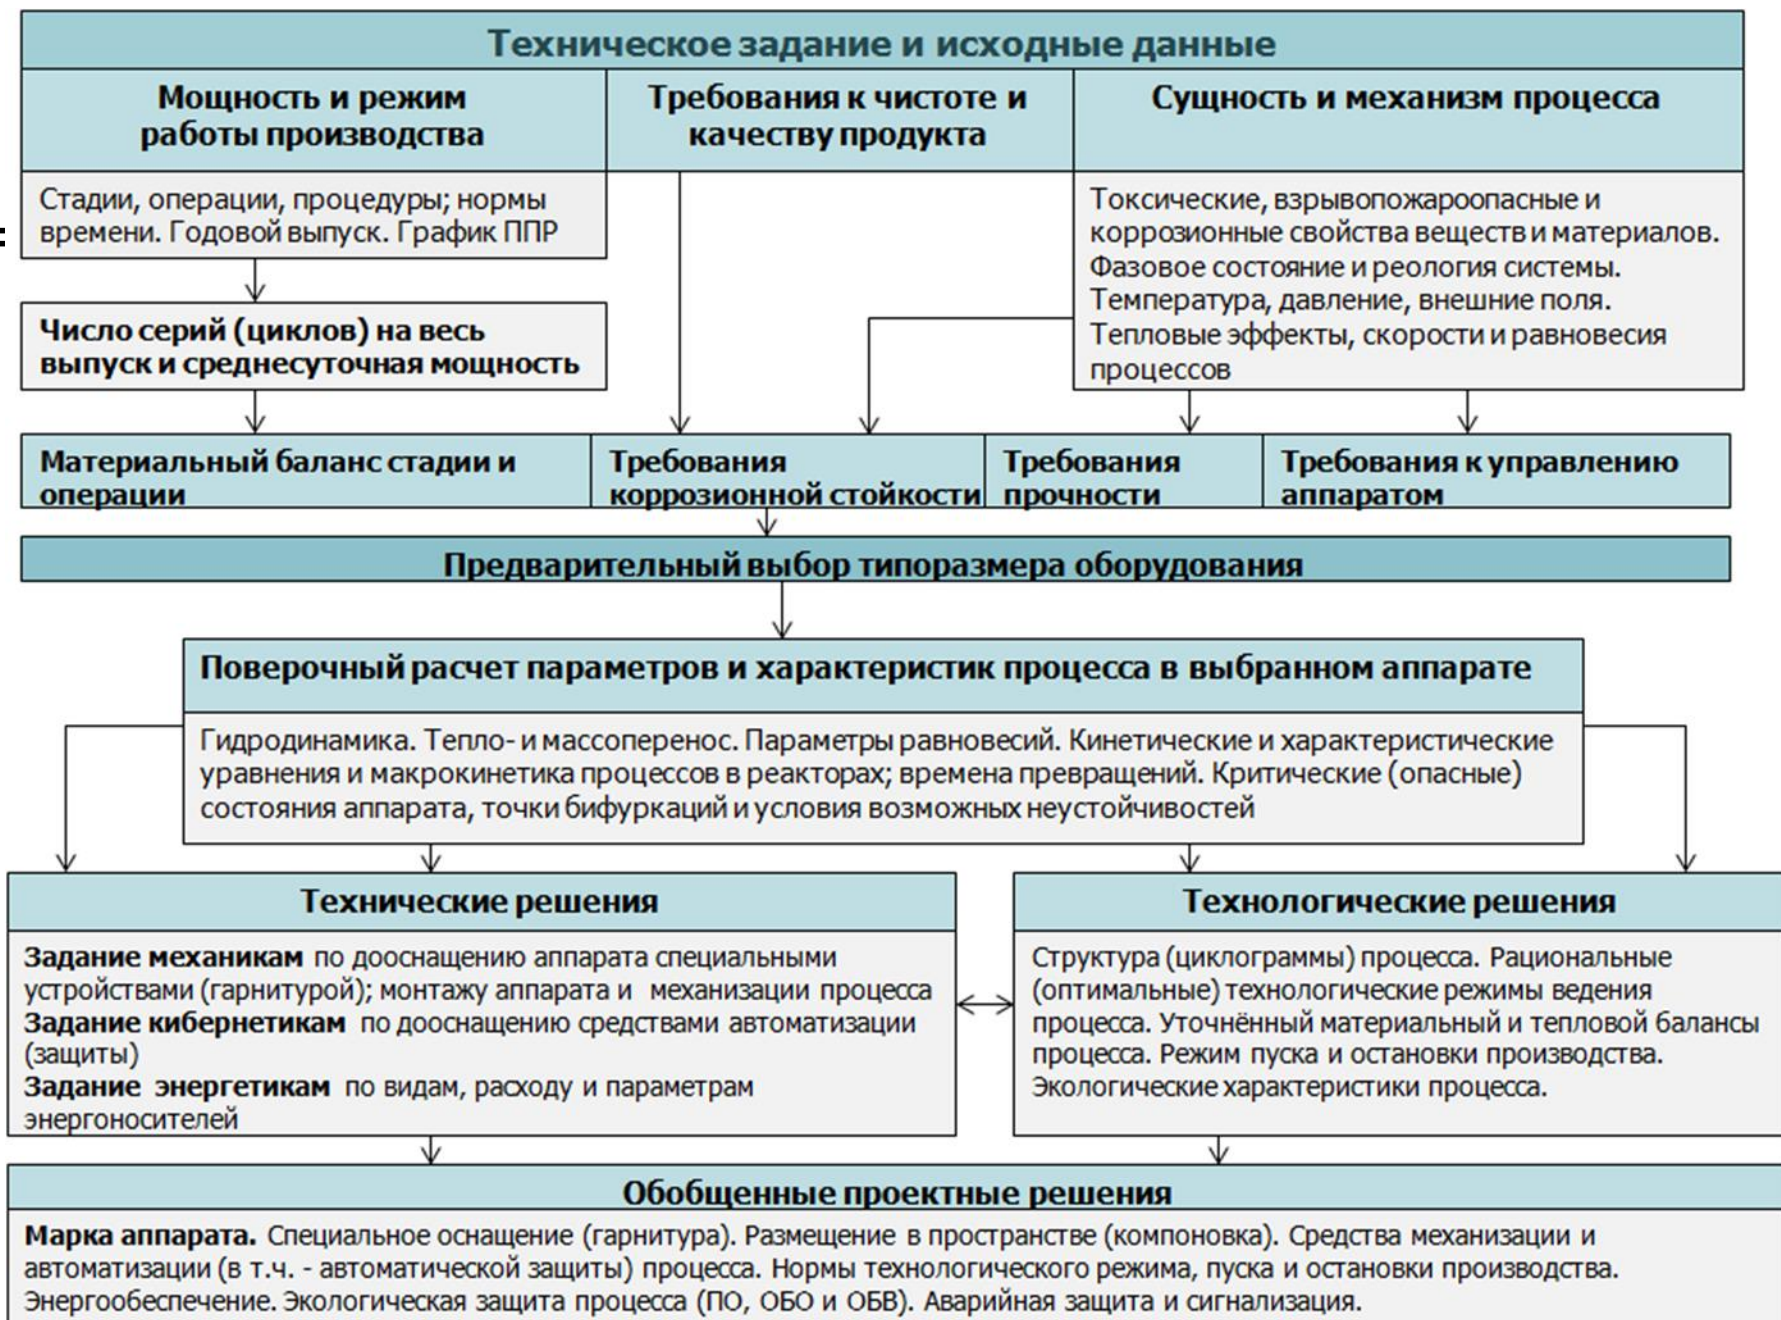 Техническое задание и исходные данные
Мощность и режим
работы производства
Требования к чистоте и
качеству продукта
Сущность и механизм процесса
Стадии, операции, процедуры; нормы
времени. Годовой выпуск. График ППР
Токсические, взрывопожароопасные и
коррозионные свойства веществ и материалов.
Фазовое состояние и реология системы.
Температура, давление, внешние поля.
Тепловые эффекты, скорости и равновесия
процессов
Число серий (циклов) на весь
выпуск и среднесуточная мощность
Материальный баланс стадии и
операции
Требования
коррозионной стойкости
Требования
прочности
Требования к управлению
аппаратом
Предварительный выбор типоразмера оборудования
Поверочный расчет параметров и характеристик процесса в выбранном аппарате
Гидродинамика. Тепло- и массоперенос. Параметры равновесий. Кинетические и характеристические
уравнения и макрокинетика процессов в реакторах; времена превращений. Критические (опасные)
состояния аппарата, точки бифуркаций и условия возможных неустойчивостей
Технические решения
Задание механикам по дооснащению аппарата специальными
устройствами (гарнитурой); монтажу аппарата и механизации процесса
Задание кибернетикам по дооснащению средствами автоматизации
(защиты)
Задание энергетикам по видам, расходу и параметрам
энергоносителей
Технологические решения
Структура (циклограммы) процесса. Рациональные
(оптимальные) технологические режимы ведения
процесса. Уточнённый материальный и тепловой балансы
процесса. Режим пуска и остановки производства.
Экологические характеристики процесса.
Обобщенные проектные решения
Марка аппарата. Специальное оснащение (гарнитура). Размещение в пространстве (компоновка). Средства механизации и
автоматизации (в т.ч. - автоматической защиты) процесса. Нормы технологического режима, пуска и остановки производства.
Энергообеспечение. Экологическая защита процесса (ПО, ОБО и ОБВ). Аварийная защита и сигнализация.